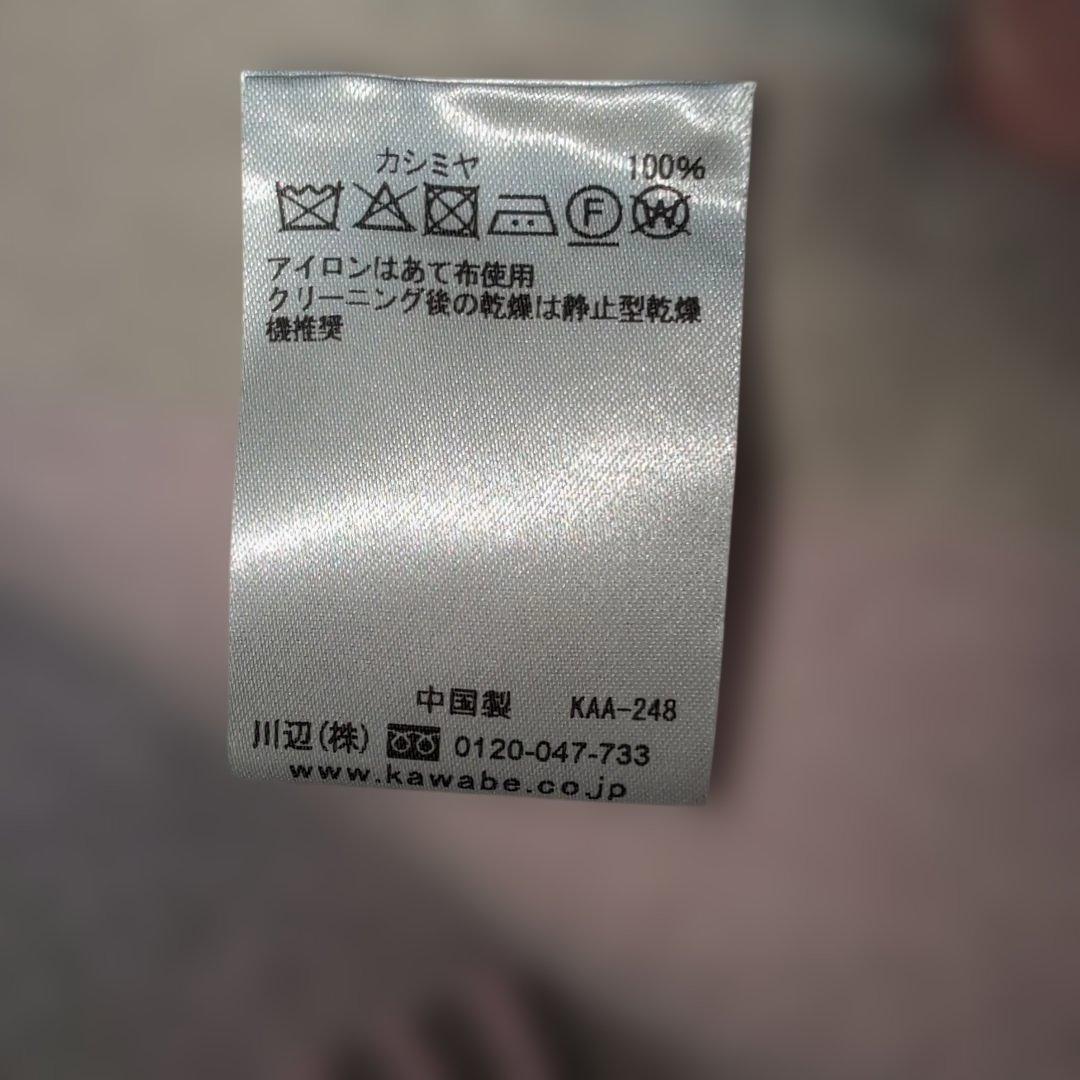 カシミヤ 100%
F W
アイロンはあて布使用
クリーニング後の乾燥は静止型乾燥
機推奨
中国製 KAA-248
川辺(株) 0120-047-733
www.kawabe.co.jp